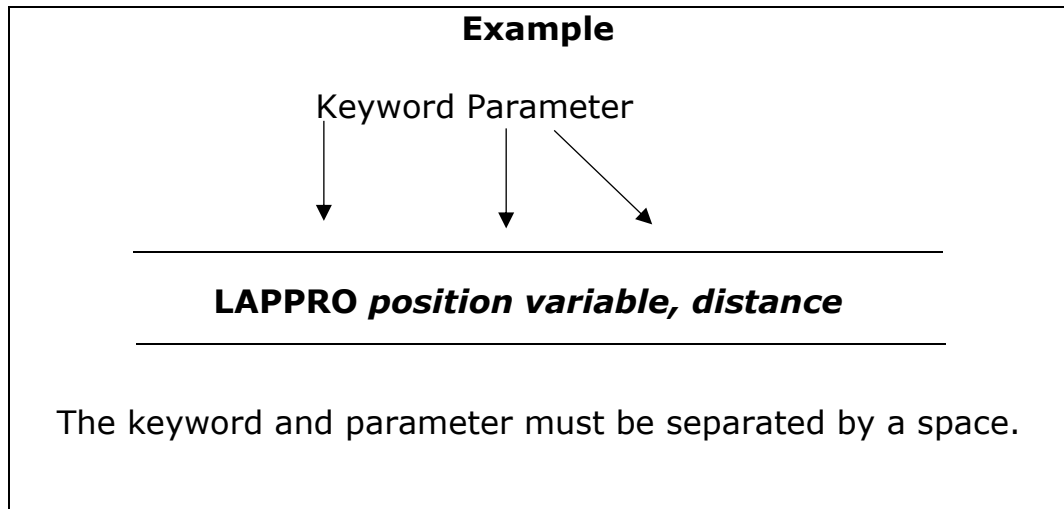 Example
Keyword Parameter
LAPPRO position variable, distance
The keyword and parameter must be separated by a space.